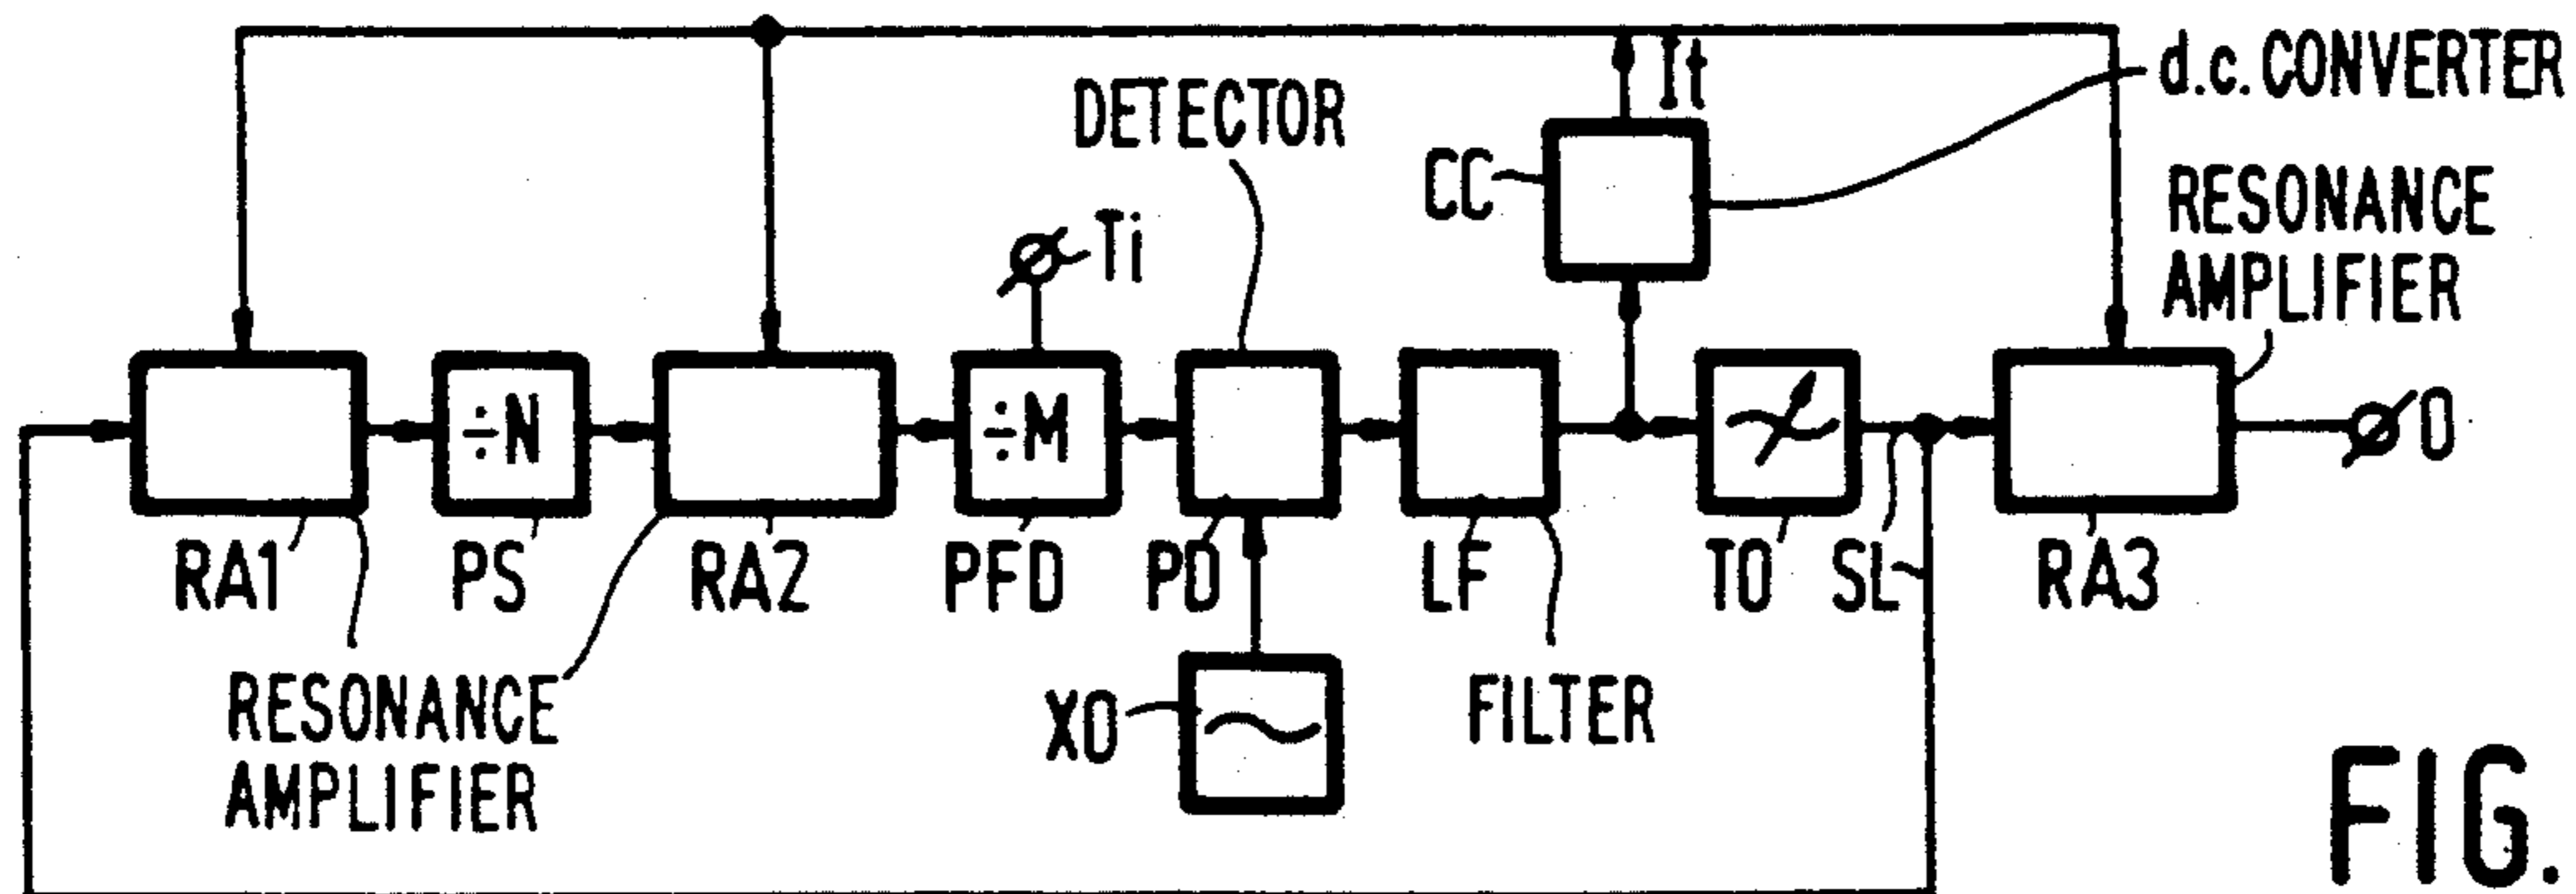 It
d.c. CONVERTER
DETECTOR
CC
RESONANCE
AMPLIFIER
Ti
÷N
÷M
O
RA1
PS
RA2
PFD
PD
LF
TO
SL
RA3
RESONANCE
AMPLIFIER
XO
FILTER
FIG.